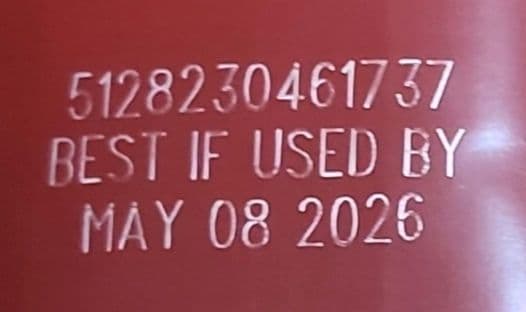 5128230461737
BEST IF USED BY
MAY 08 2026